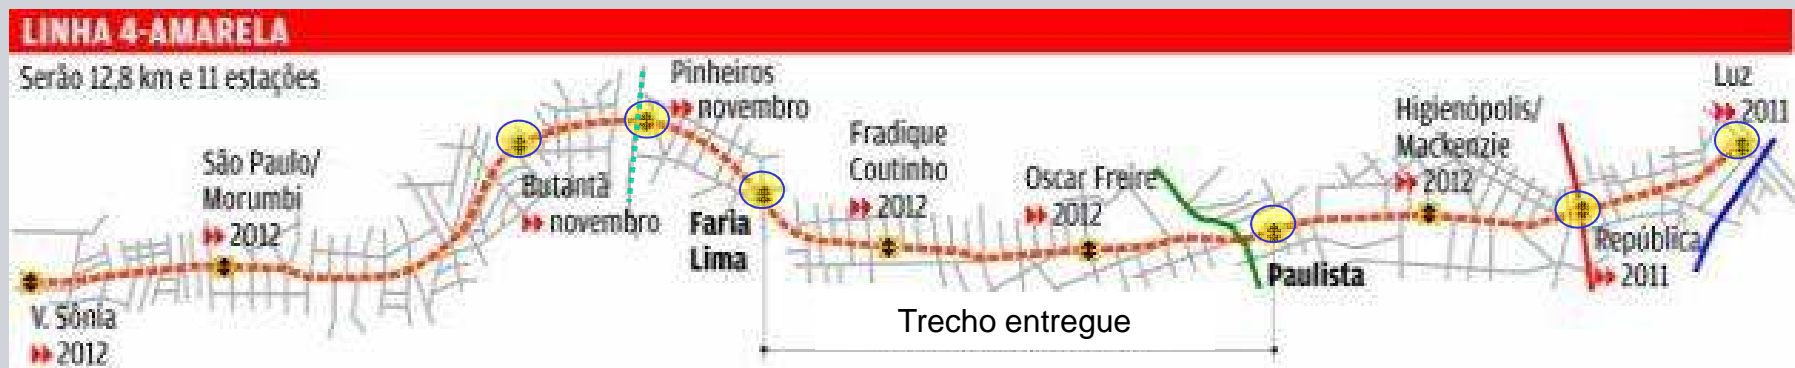 LINHA 4-AMARELA
Serão 12,8 km e 11 estações
V. Sônia
2012
São Paulo/
Morumbi
2012
Butantã
novembro
Pinheiros
novembro
Faria
Lima
Fradique
Coutinho
2012
Oscar Freire
2012
Paulista
Higienópolis/
Mackenzie
2012
República
2011
Luz
2011
Trecho entregue